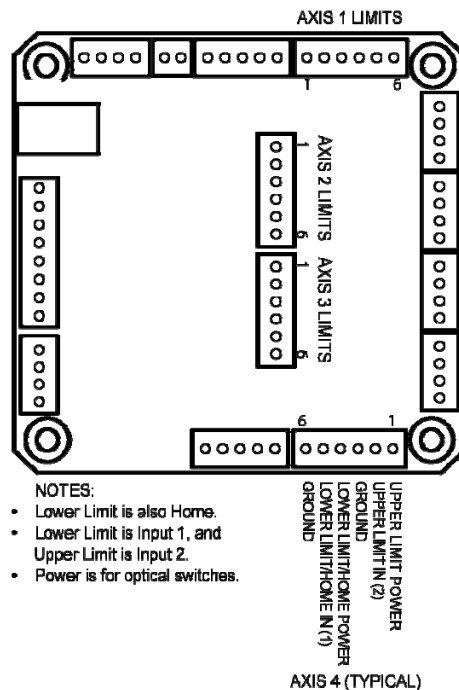 AXIS 1 LIMITS
1 6
1
AXIS 2 LIMITS
6
1
AXIS 3 LIMITS
6
6 1
UPPER LIMIT POWER
UPPER LIMIT IN (2)
GROUND
LOWER LIMIT/HOME POWER
LOWER LIMIT/HOME IN (1)
GROUND
NOTES:
• Lower Limit is also Home.
• Lower Limit is Input 1, and
Upper Limit is Input 2.
• Power is for optical switches.
AXIS 4 (TYPICAL)